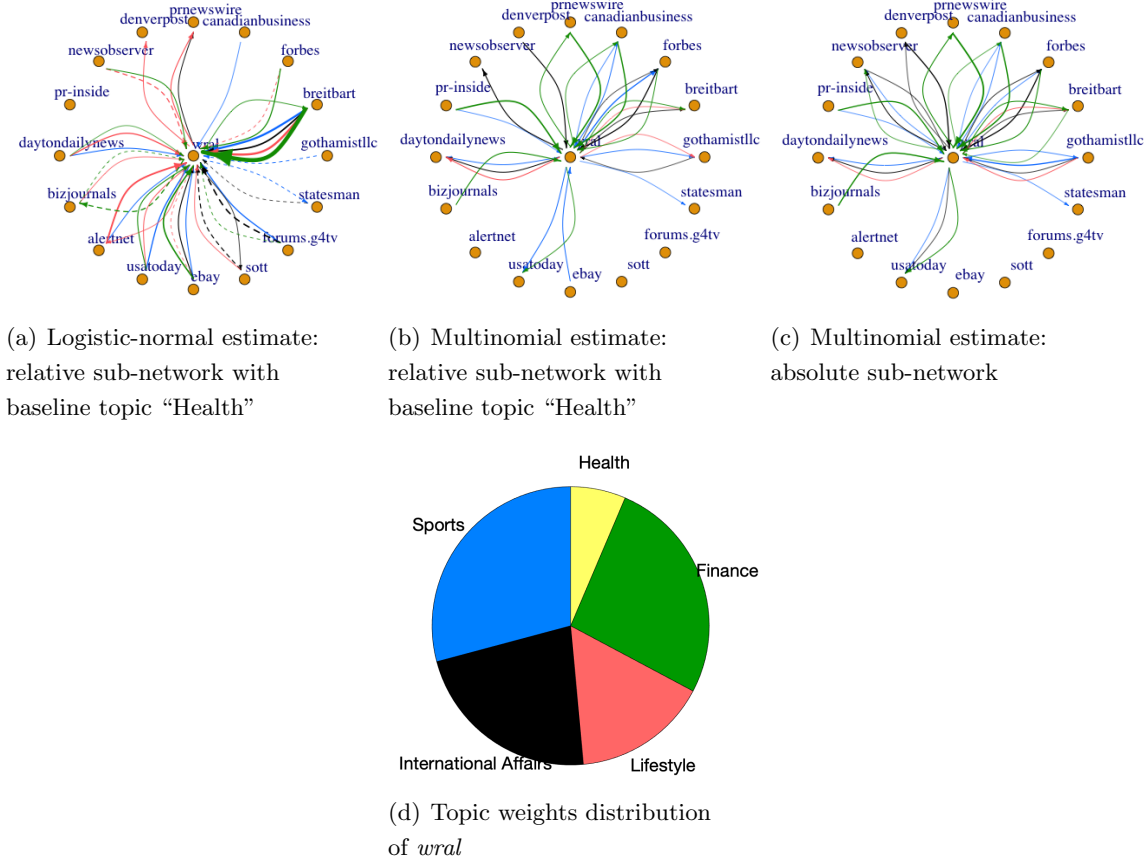 prnewswire
denverpost canadianbusiness
newsobserver forbes
pr-inside breitbart
daytondailynews wral gothamistllc
bizjournals statesman
alertnet forums.g4tv
usatoday sott
ebay
prnewswire
denverpost canadianbusiness
newsobserver forbes
pr-inside breitbart
daytondailynews wral gothamistllc
bizjournals statesman
alertnet forums.g4tv
usatoday sott
ebay
prnewswire
denverpost canadianbusiness
newsobserver forbes
pr-inside breitbart
daytondailynews wral gothamistllc
bizjournals statesman
alertnet forums.g4tv
usatoday sott
ebay
(a) Logistic-normal estimate:
relative sub-network with
baseline topic “Health”
(b) Multinomial estimate:
relative sub-network with
baseline topic “Health”
(c) Multinomial estimate:
absolute sub-network
Health
Sports
Finance
International Affairs
Lifestyle
(d) Topic weights distribution
of wral